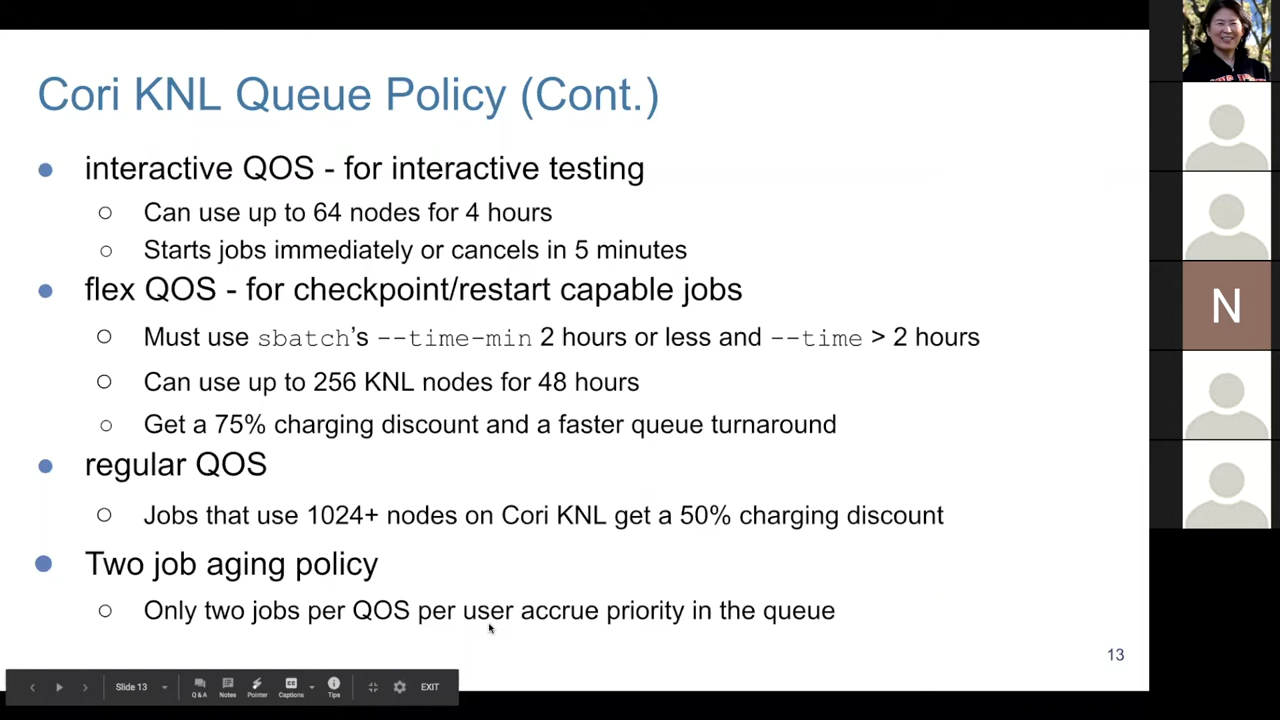 Cori KNL Queue Policy (Cont.)
● interactive QOS - for interactive testing
○ Can use up to 64 nodes for 4 hours
○ Starts jobs immediately or cancels in 5 minutes
● flex QOS - for checkpoint/restart capable jobs
○ Must use sbatch's --time-min 2 hours or less and --time > 2 hours
○ Can use up to 256 KNL nodes for 48 hours
○ Get a 75% charging discount and a faster queue turnaround
● regular QOS
○ Jobs that use 1024+ nodes on Cori KNL get a 50% charging discount
● Two job aging policy
○ Only two jobs per QOS per user accrue priority in the queue
13
Slide 13 Q&A Notes Pointer CC Captions Tips EXIT
N